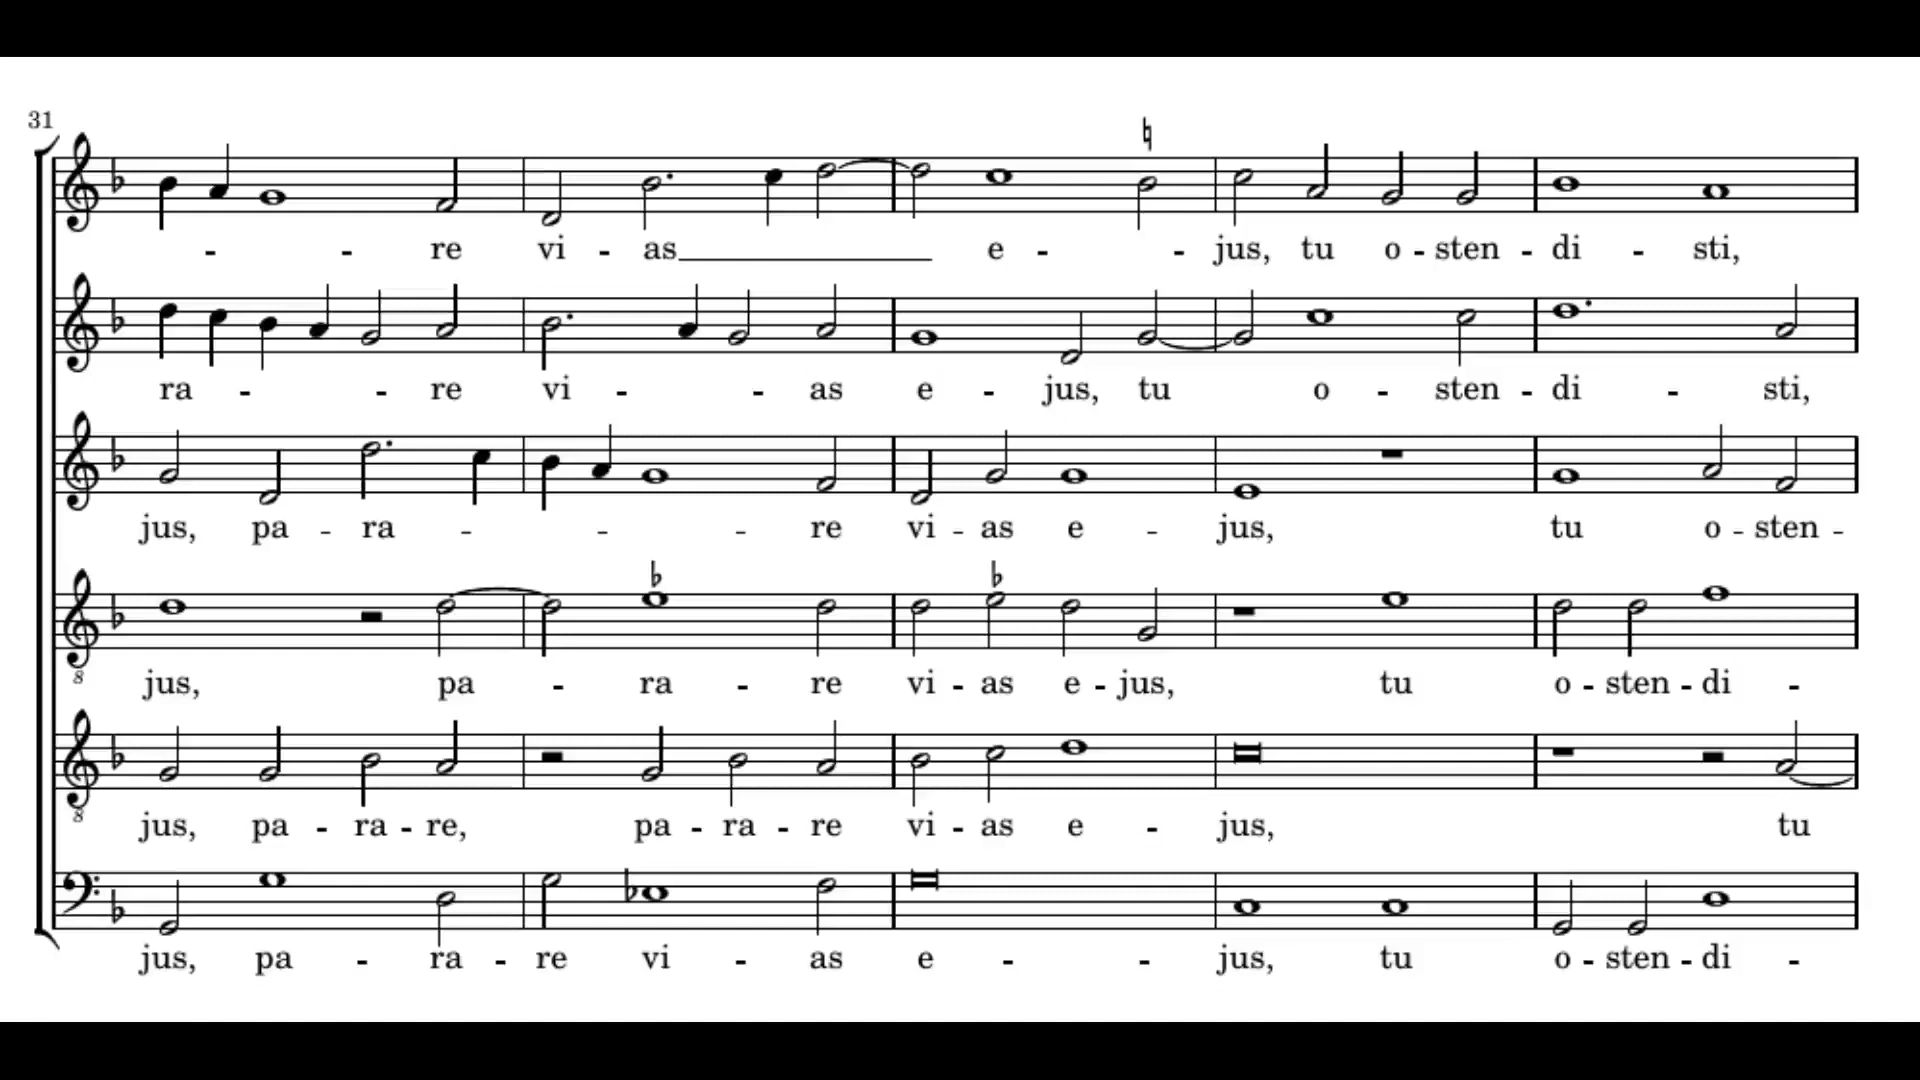 31
- - re vi - as e - - jus, tu o - sten - di - sti,
ra - - re vi - - as e - jus, tu o - sten - di - sti,
jus, pa - ra - - - re vi - as e - jus, tu o - sten -
8
jus, pa - ra - re vi - as e - jus, tu o - sten - di -
8
jus, pa - ra - re, pa - ra - re vi - as e - jus, tu
jus, pa - ra - re vi - as e - - jus, tu o - sten - di -